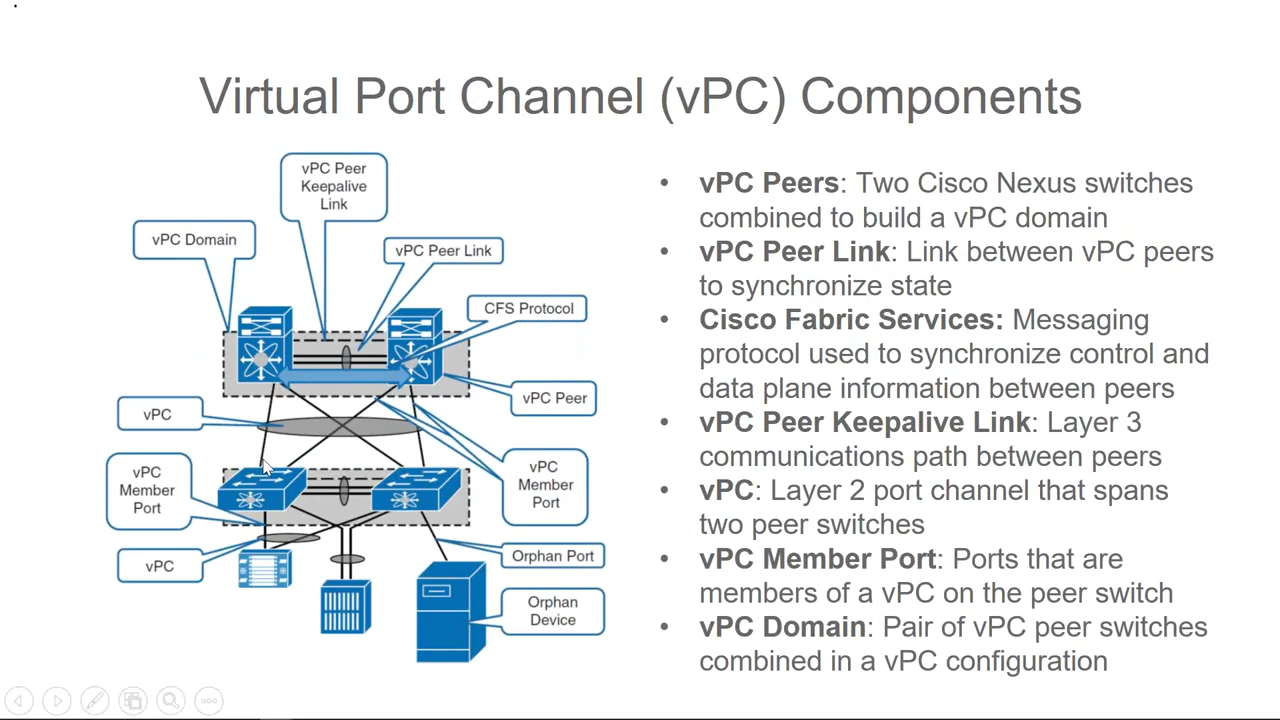 Virtual Port Channel (vPC) Components
vPC Peer
Keepalive
Link
vPC Domain
vPC Peer Link
CFS Protocol
vPC Peer
vPC
vPC
Member
Port
vPC
Member
Port
vPC
Orphan Port
Orphan
Device
• vPC Peers: Two Cisco Nexus switches
combined to build a vPC domain
• vPC Peer Link: Link between vPC peers
to synchronize state
• Cisco Fabric Services: Messaging
protocol used to synchronize control and
data plane information between peers
• vPC Peer Keepalive Link: Layer 3
communications path between peers
• vPC: Layer 2 port channel that spans
two peer switches
• vPC Member Port: Ports that are
members of a vPC on the peer switch
• vPC Domain: Pair of vPC peer switches
combined in a vPC configuration